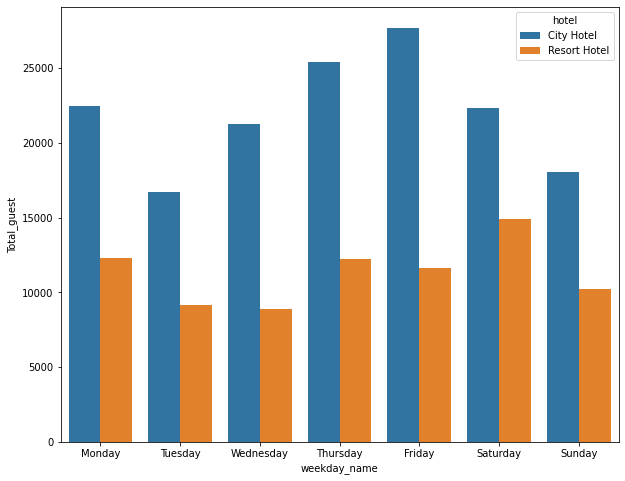 hotel
City Hotel
Resort Hotel
Total_guest
25000
20000
15000
10000
5000
0
Monday Tuesday Wednesday Thursday Friday Saturday Sunday
weekday_name